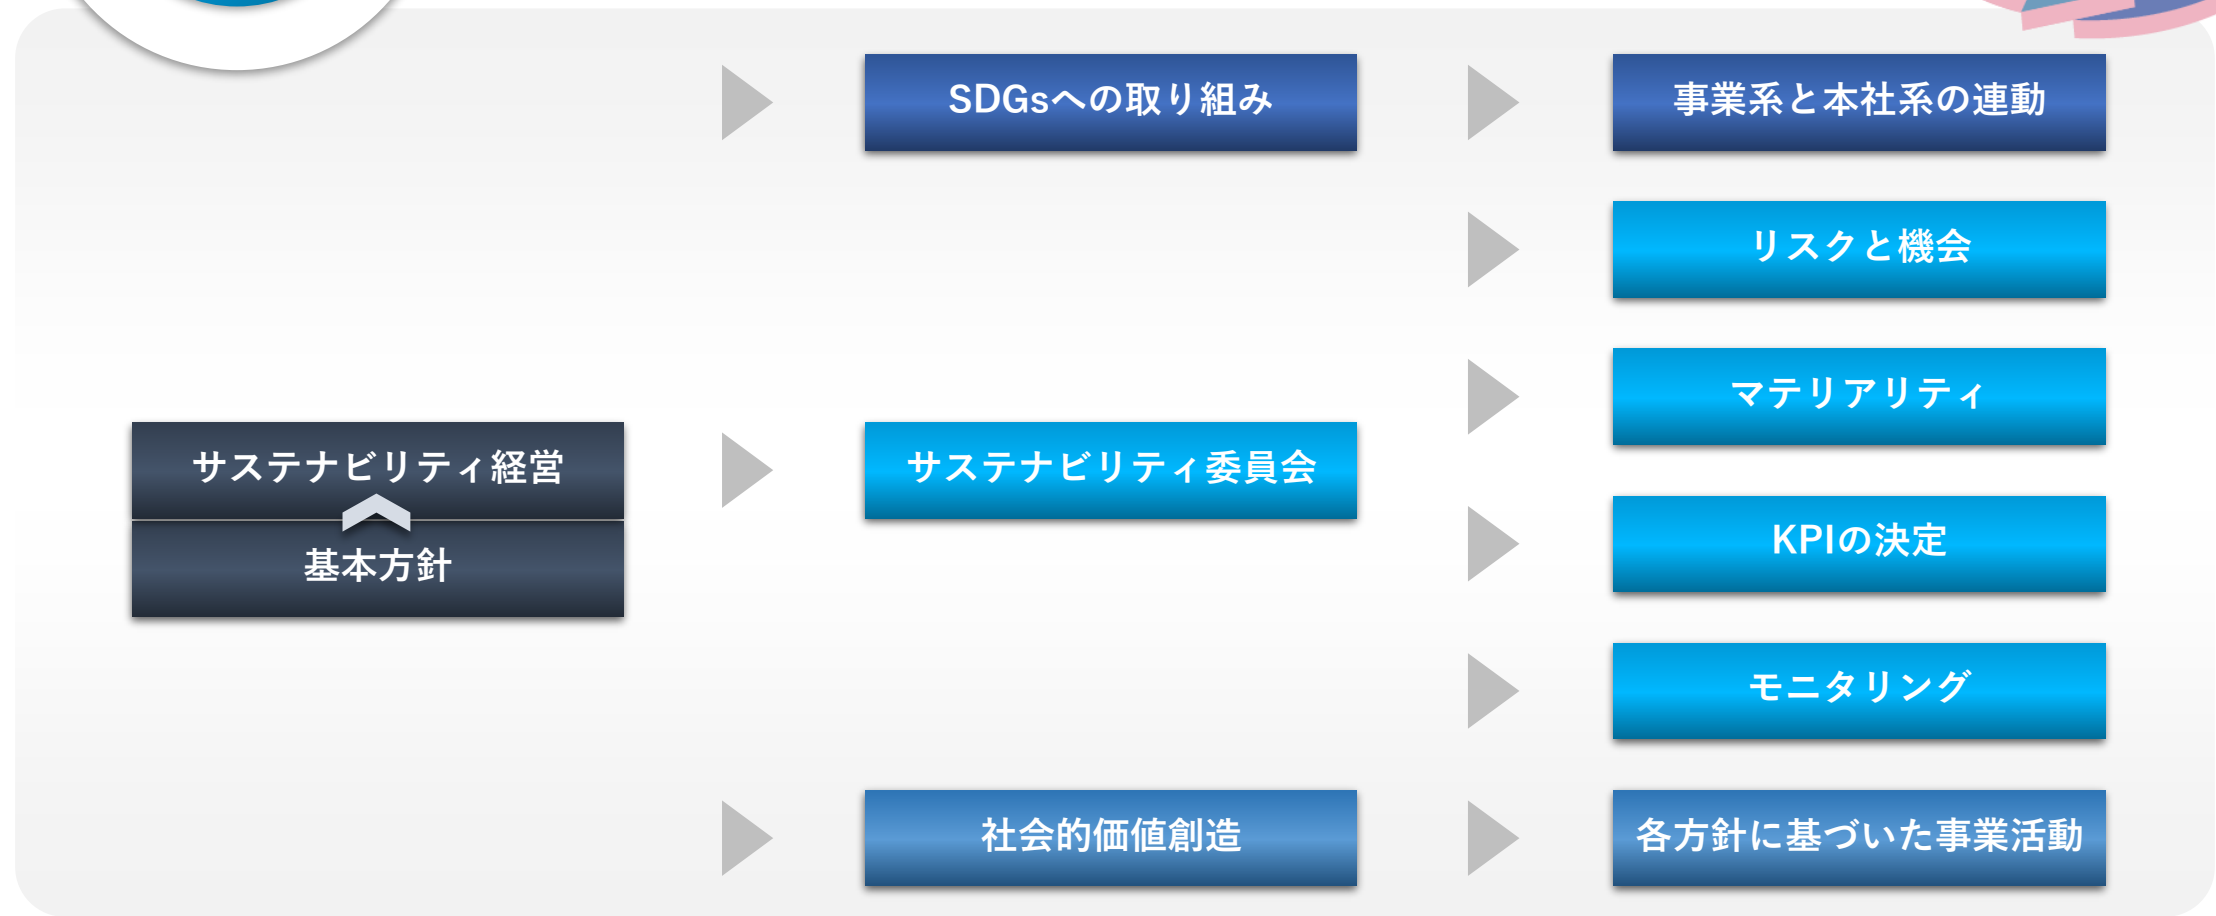 SDGsへの取り組み
事業系と本社系の連動
リスクと機会
マテリアリティ
サステナビリティ経営
サステナビリティ委員会
KPIの決定
基本方針
モニタリング
社会的価値創造
各方針に基づいた事業活動